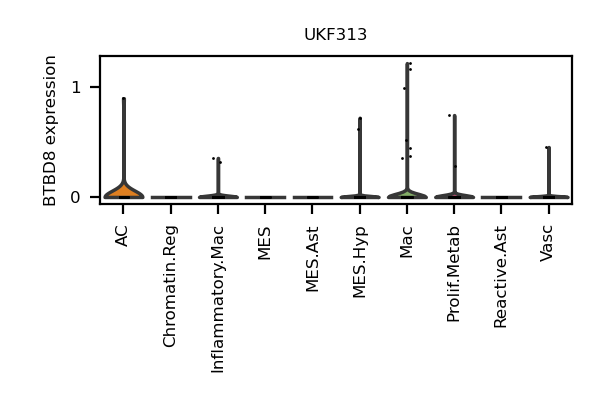 UKF313
BTBD8 expression
1
0
AC
Chromatin.Reg
Inflammatory.Mac
MES
MES.Ast
MES.Hyp
Mac
Prolif.Metab
Reactive.Ast
Vasc